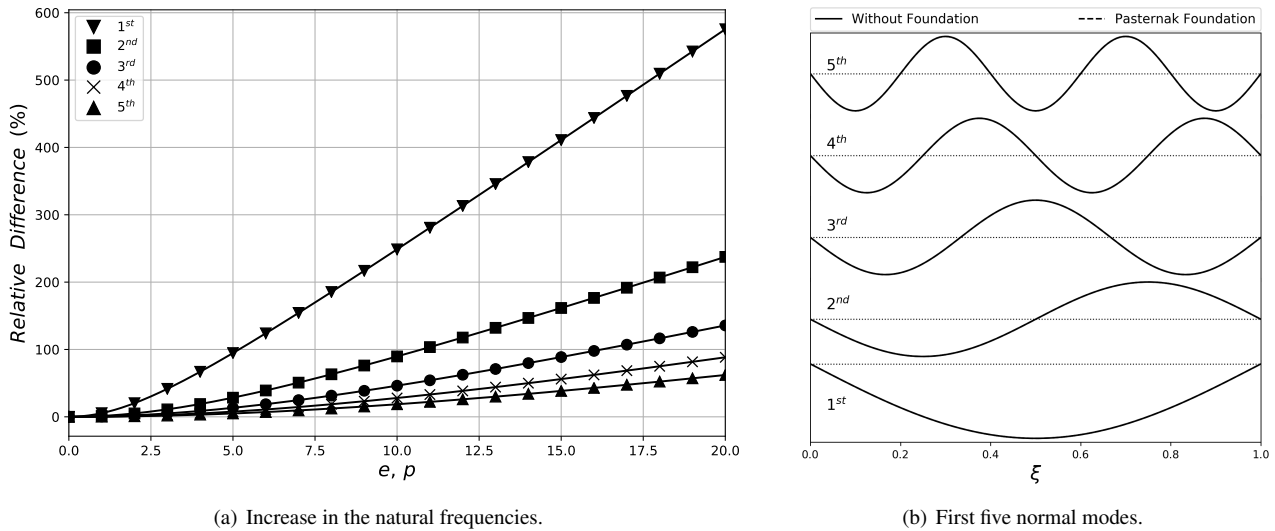 600
500
400
300
200
100
0
Relative Difference (%)
1st
2nd
3rd
4th
5th
0.0 2.5 5.0 7.5 10.0 12.5 15.0 17.5 20.0
e, p
(a) Increase in the natural frequencies.
Without Foundation Pasternak Foundation
5th
4th
3rd
2nd
1st
0.0 0.2 0.4 0.6 0.8 1.0
ξ
(b) First five normal modes.